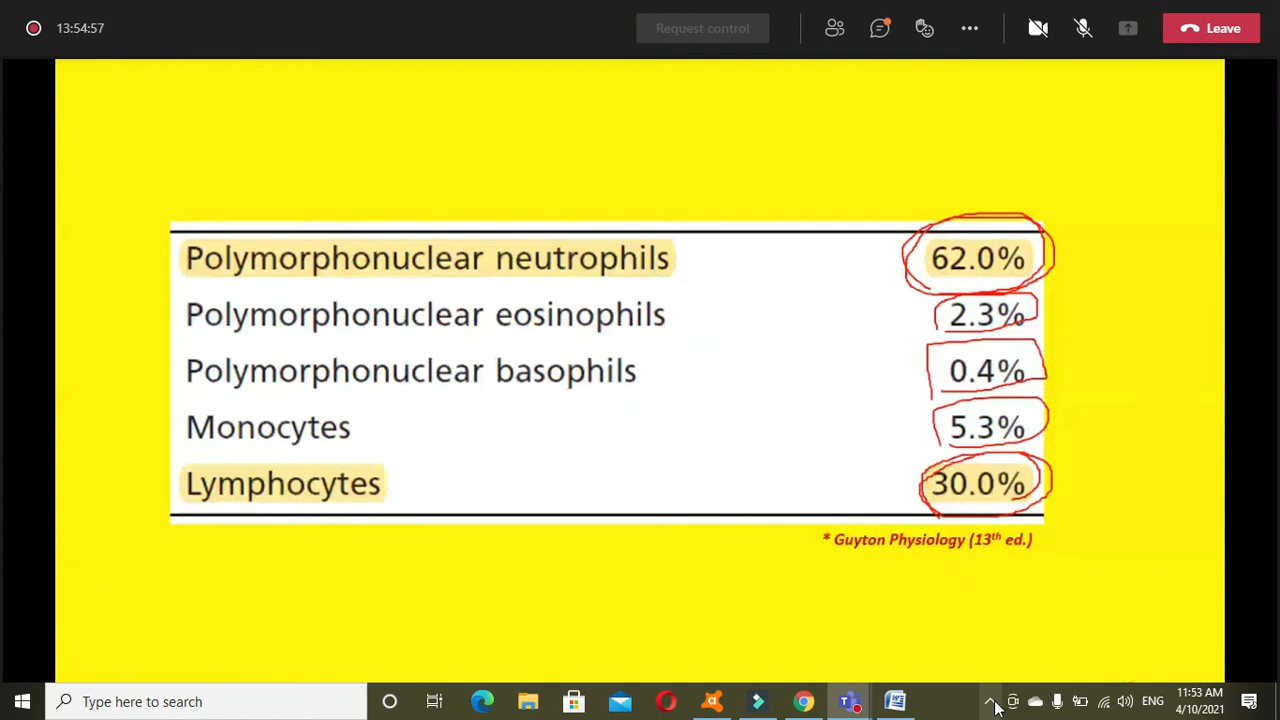 13:54:57 Request control Leave
Polymorphonuclear neutrophils 62.0%
Polymorphonuclear eosinophils 2.3%
Polymorphonuclear basophils 0.4%
Monocytes 5.3%
Lymphocytes 30.0%
* Guyton Physiology (13th ed.)
Type here to search ENG 11:53 AM
4/10/2021